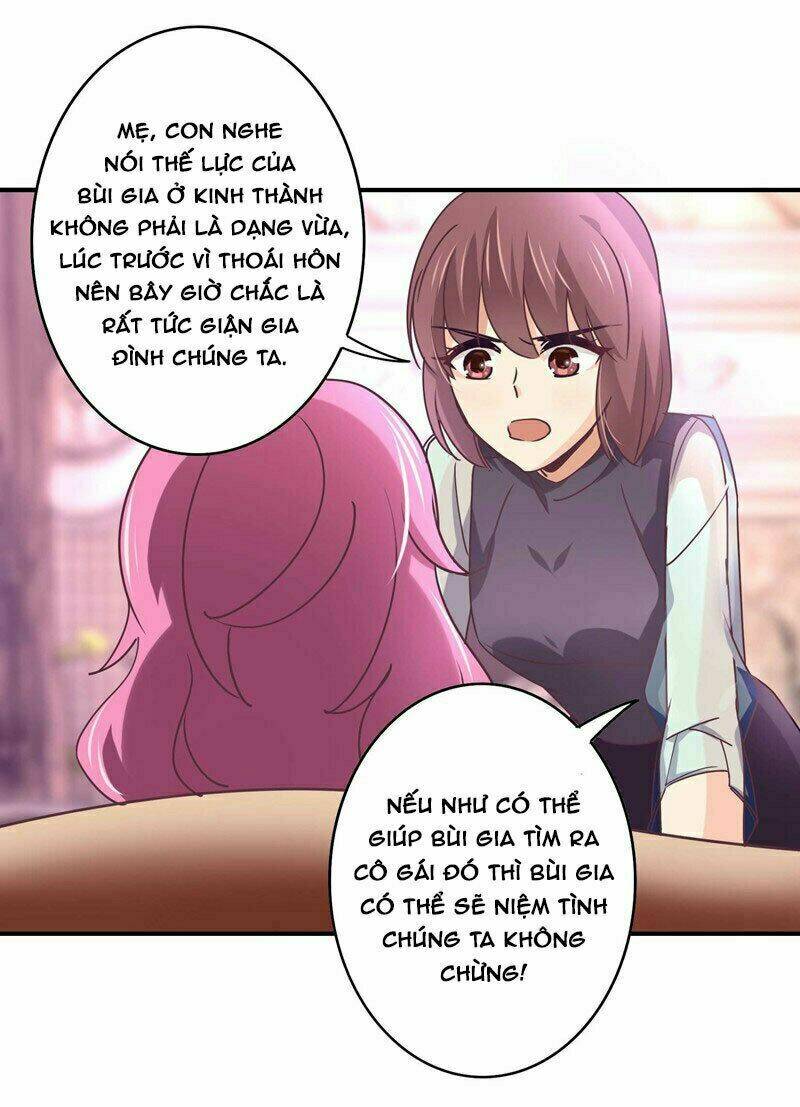 MẸ, CON NGHE
NÓI THẾ LỰC CỦA
BÙI GIA Ở KINH THÀNH
KHÔNG PHẢI LÀ DẠNG VỪA,
LÚC TRƯỚC VÌ THOÁI HÔN
NÊN BÂY GIỜ CHẮC LÀ
RẤT TỨC GIẬN GIA
ĐÌNH CHÚNG TA.
NẾU NHƯ CÓ THỂ
GIÚP BÙI GIA TÌM RA
CÔ GÁI ĐÓ THÌ BÙI GIA
CÓ THỂ SẼ NIỆM TÌNH
CHÚNG TA KHÔNG
CHỪNG!